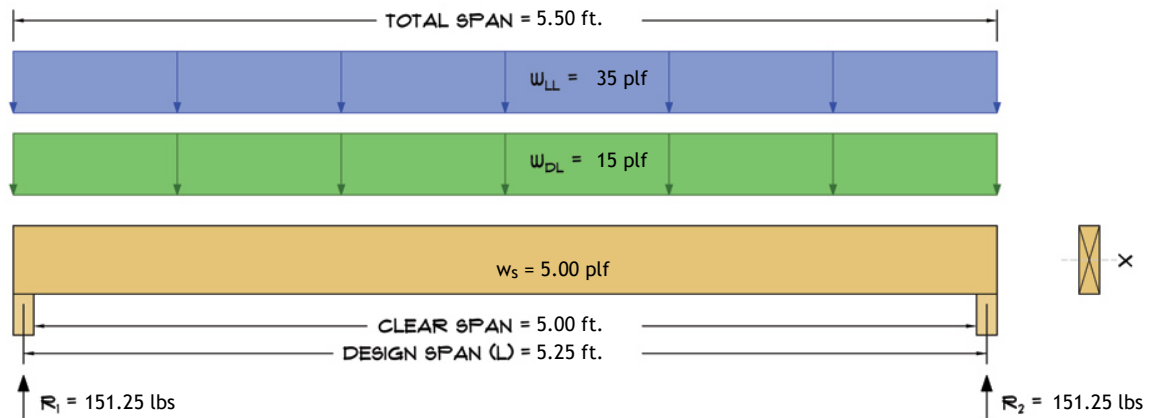 TOTAL SPAN = 5.50 ft.
WLL = 35 plf
WDL = 15 plf
ws = 5.00 plf
X
CLEAR SPAN = 5.00 ft.
DESIGN SPAN (L) = 5.25 ft.
R1 = 151.25 lbs
R2 = 151.25 lbs